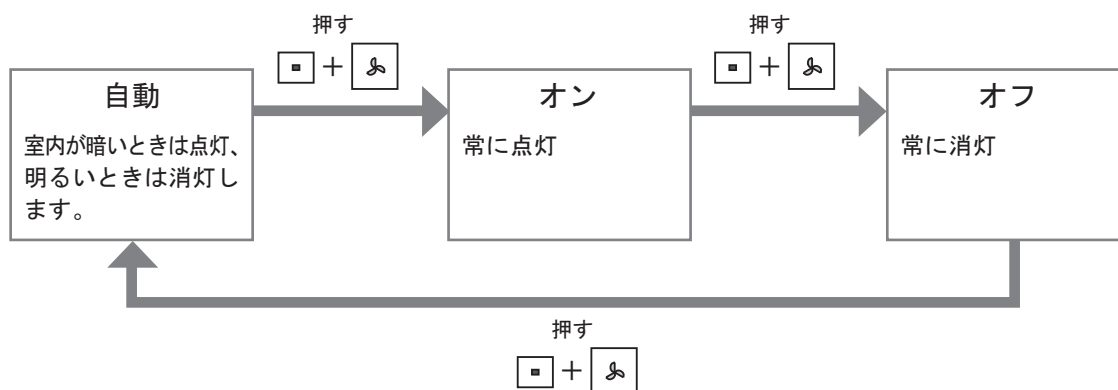 押す
+
押す
+
自動
室内が暗いときは点灯、
明るいときは消灯し
ます。
オン
常に点灯
オフ
常に消灯
押す
+